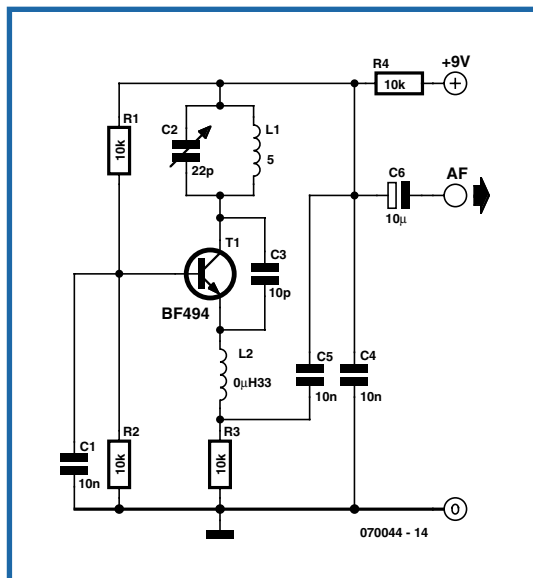 R4
+9V
10k
R1
10k
C2
22p
L1
5
C6
10µ
AF
T1
C3
10p
BF494
L2
0µH33
C5
10n
C4
10n
C1
10n
R2
10k
R3
10k
0
070044 - 14